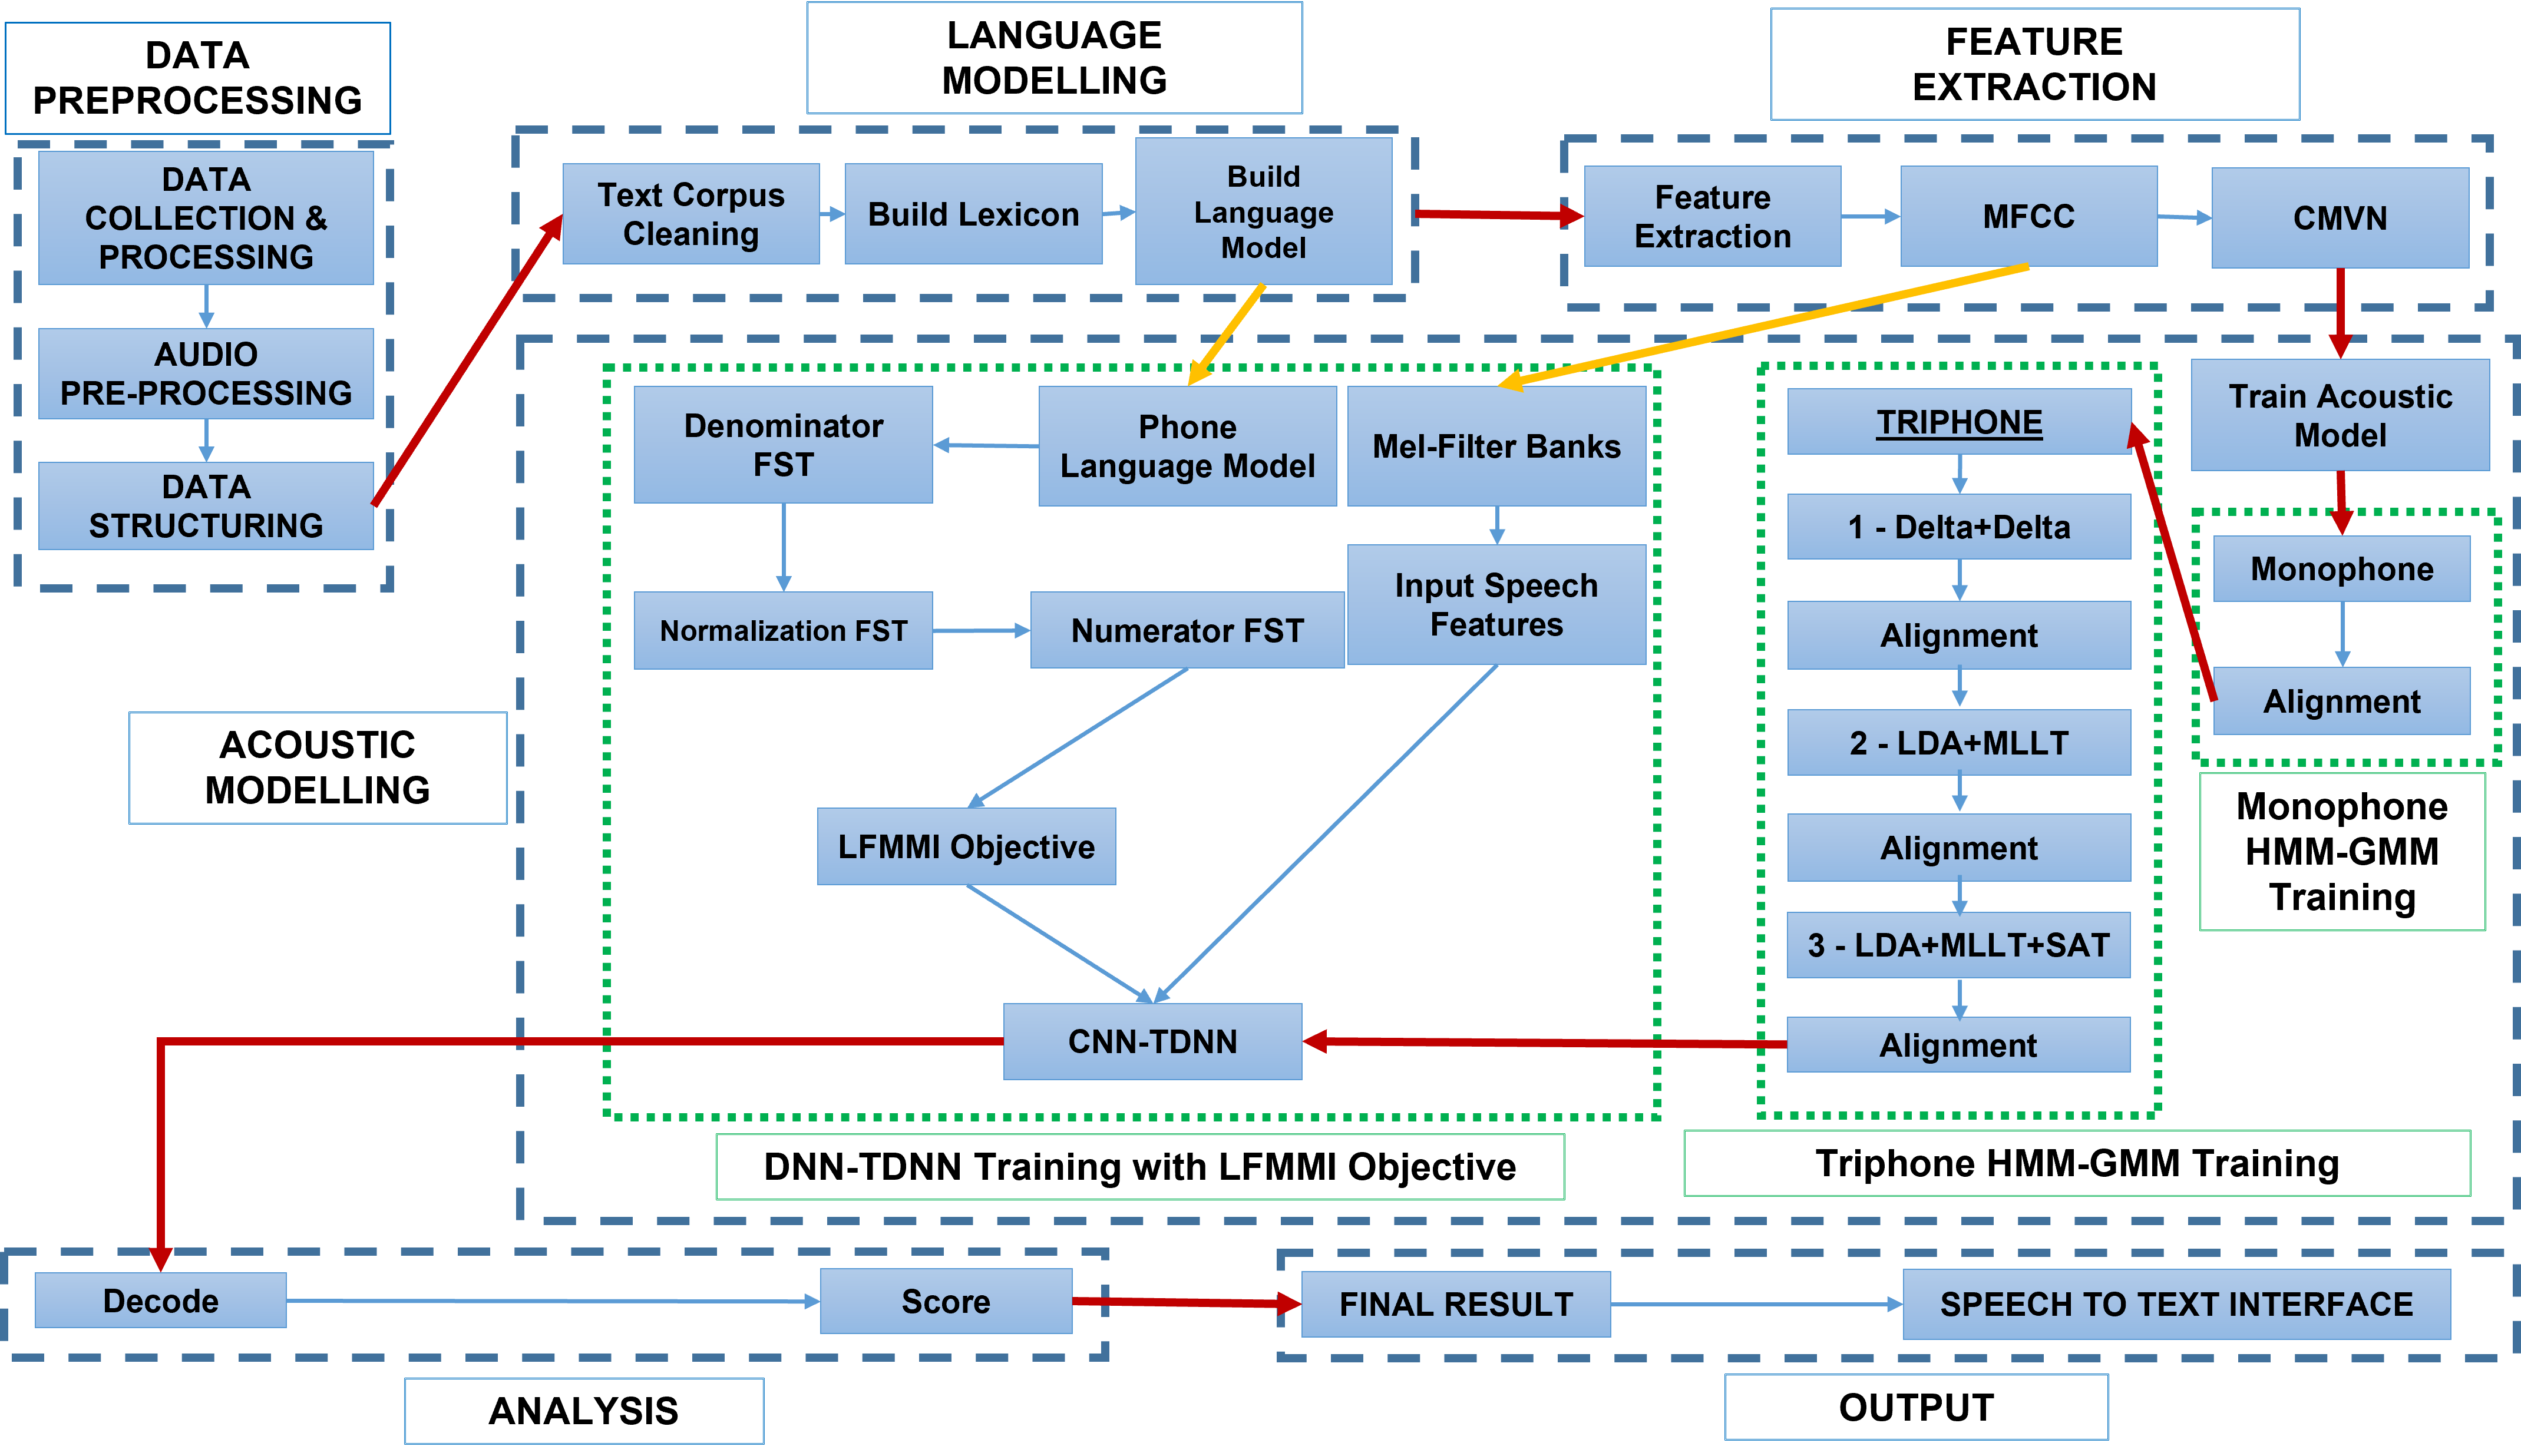 DATA
PREPROCESSING
DATA
COLLECTION &
PROCESSING
AUDIO
PRE-PROCESSING
DATA
STRUCTURING
LANGUAGE
MODELLING
Text Corpus
Cleaning
Build Lexicon
Build
Language
Model
FEATURE
EXTRACTION
Feature
Extraction
MFCC
CMVN
ACOUSTIC
MODELLING
Denominator
FST
Phone
Language Model
Mel-Filter Banks
Normalization FST
Numerator FST
Input Speech
Features
LFMMI Objective
CNN-TDNN
DNN-TDNN Training with LFMMI Objective
TRIPHONE
1 - Delta+Delta
Alignment
2 - LDA+MLLT
Alignment
3 - LDA+MLLT+SAT
Alignment
Triphone HMM-GMM Training
Train Acoustic
Model
Monophone
Alignment
Monophone
HMM-GMM
Training
Decode
Score
ANALYSIS
FINAL RESULT
SPEECH TO TEXT INTERFACE
OUTPUT